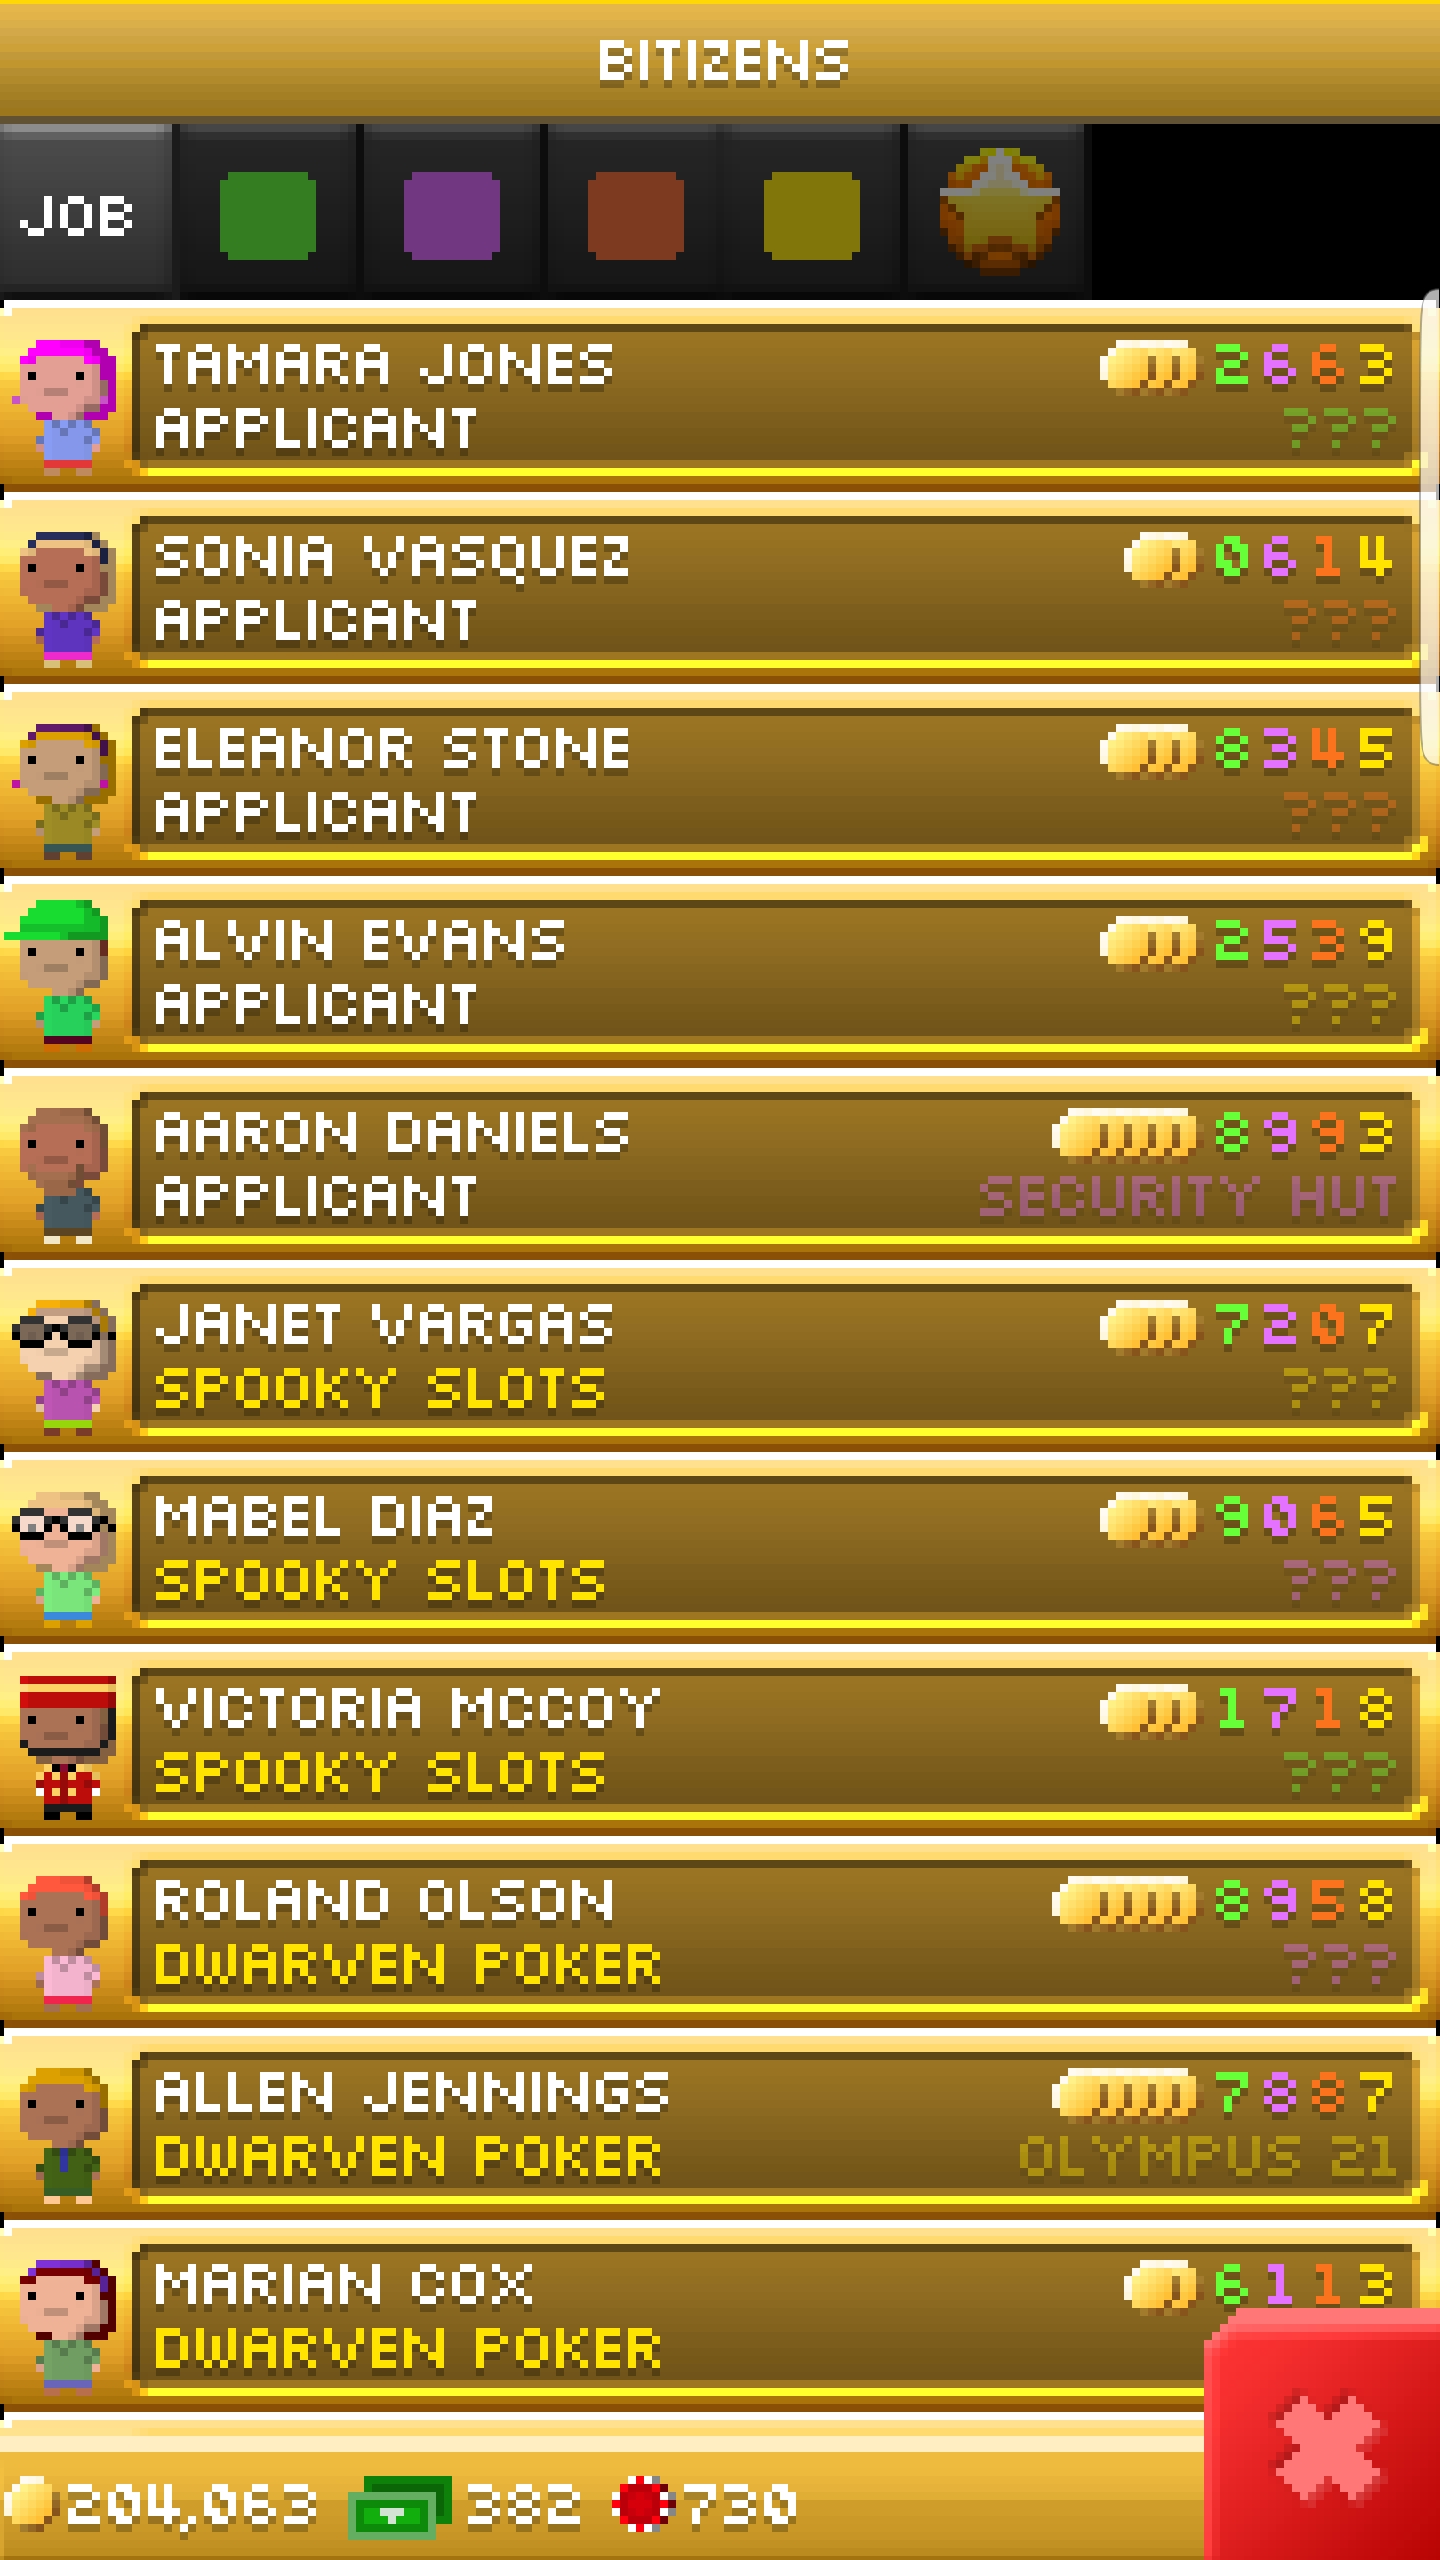 BITIZENS
JOB
TAMARA JONES 2663
APPLICANT ???
SONIA VASQUEZ 0614
APPLICANT ???
ELEANOR STONE 8345
APPLICANT ???
ALVIN EVANS 2539
APPLICANT ???
AARON DANIELS 8993
APPLICANT SECURITY HUT
JANET VARGAS 7207
SPOOKY SLOTS ???
MABEL DIAZ 9065
SPOOKY SLOTS ???
VICTORIA MCCOY 1718
SPOOKY SLOTS ???
ROLAND OLSON 8958
DWARVEN POKER ???
ALLEN JENNINGS 7887
DWARVEN POKER OLYMPUS 21
MARIAN COX 6113
DWARVEN POKER
204,063 382 730